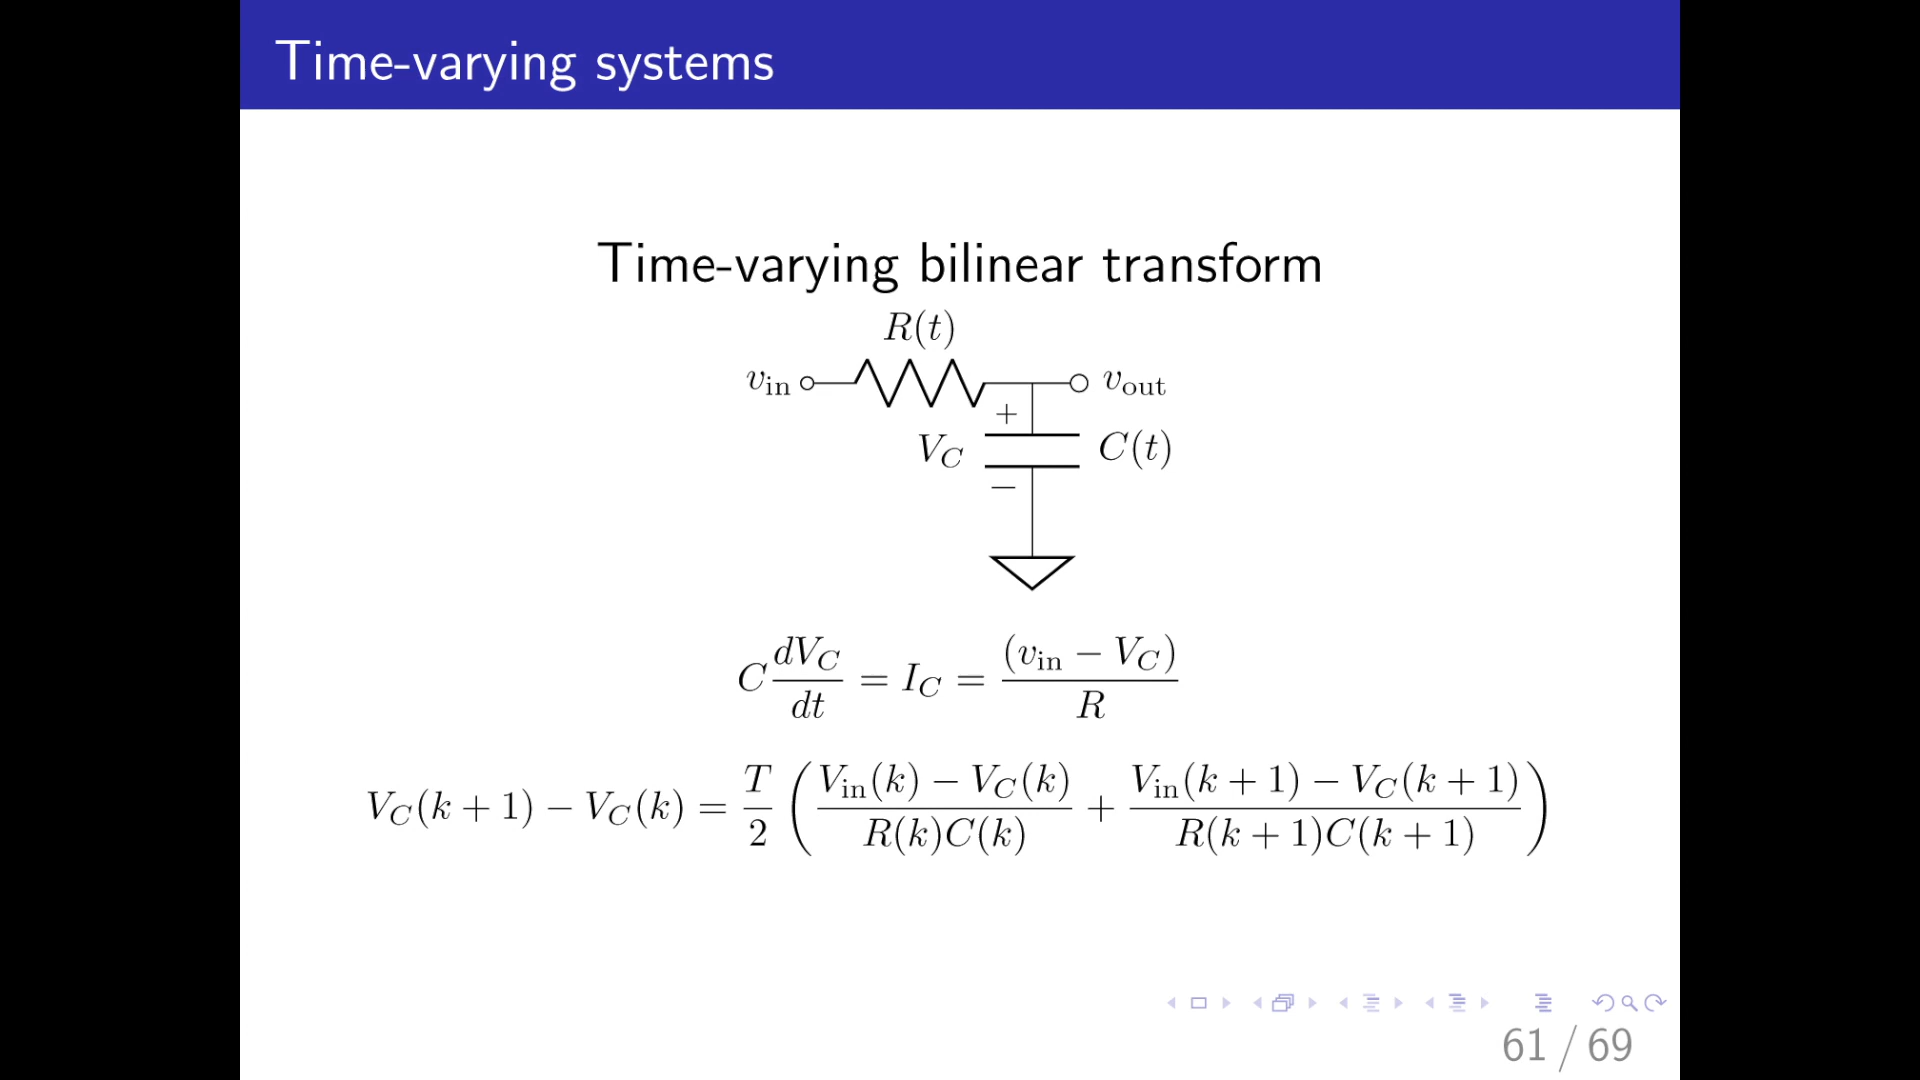 Time-varying systems
Time-varying bilinear transform
R(t)
v_in v_out
+
V_C C(t)
−
C dV_C/dt = I_C = (v_in − V_C)/R
V_C(k + 1) − V_C(k) = T/2 ( (V_in(k) − V_C(k))/(R(k)C(k)) + (V_in(k + 1) − V_C(k + 1))/(R(k + 1)C(k + 1)) )
61 / 69